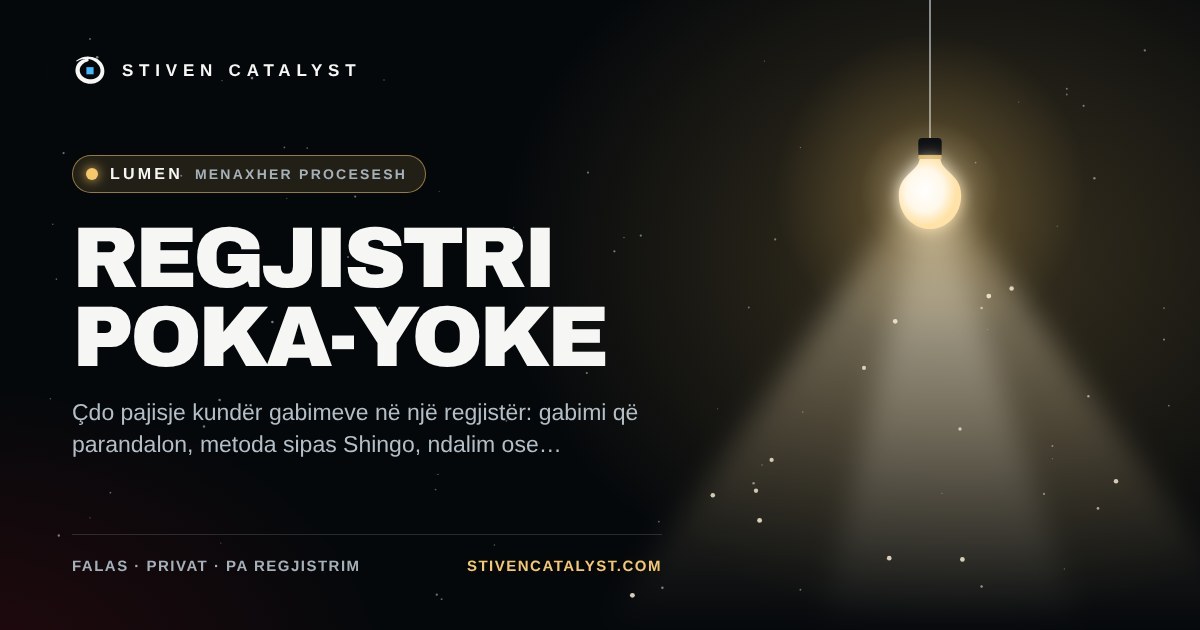 STIVEN CATALYST
LUMEN MENAXHER PROCESESH
REGJISTRI
POKA-YOKE
Çdo pajisje kundër gabimeve në një regjistër: gabimi që
parandalon, metoda sipas Shingo, ndalim ose…
FALAS · PRIVAT · PA REGJISTRIM
STIVENCATALYST.COM